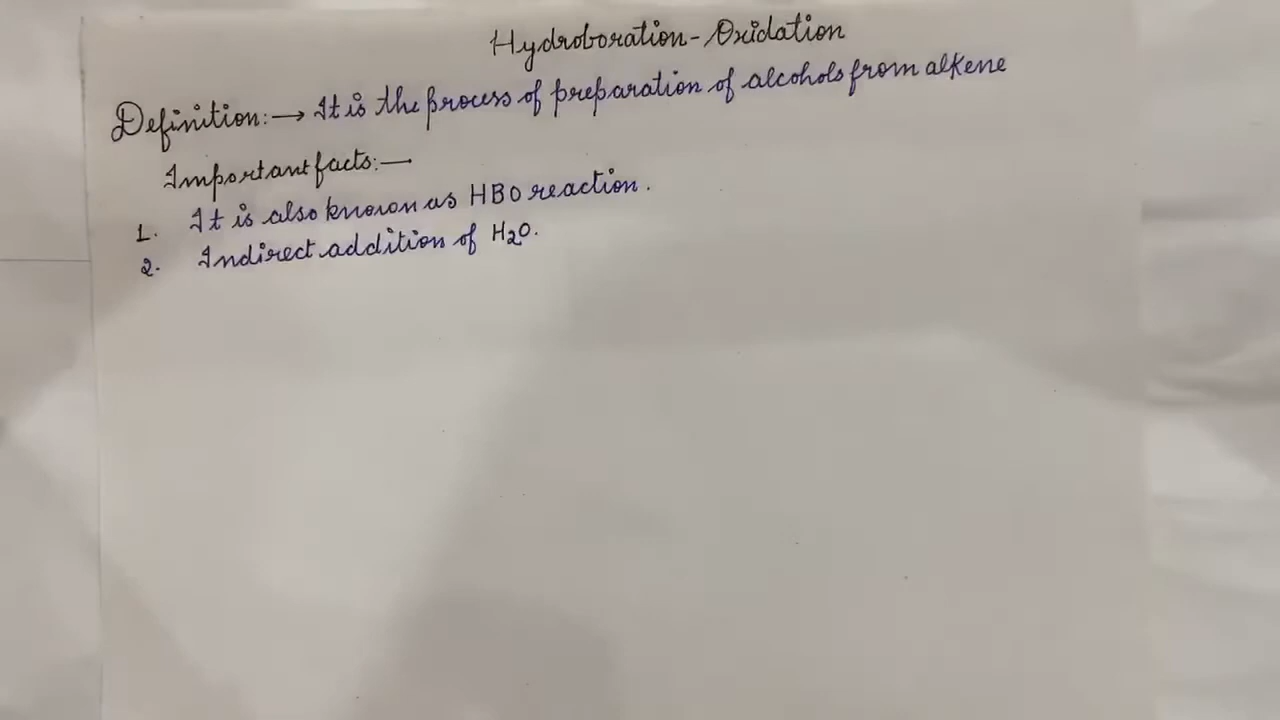 Hydroboration-Oxidation
Definition:→ It is the process of preparation of alcohols from alkene
Important facts:—
1. It is also known as HBO reaction.
2. Indirect addition of H₂O.